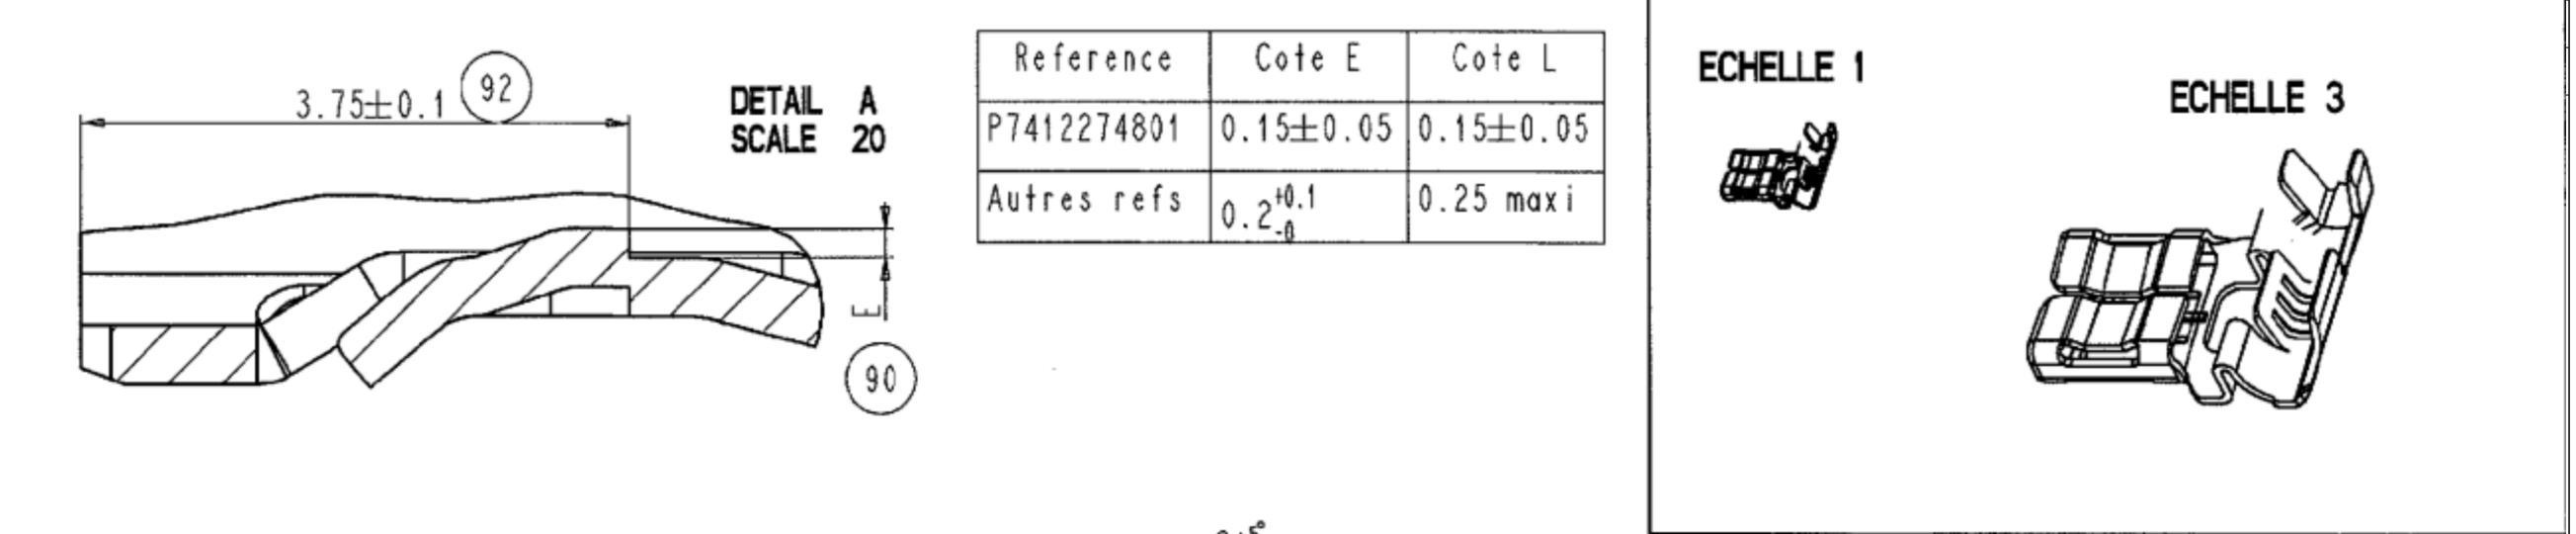 3.75±0.1 92
DETAIL A
SCALE 20
E
90
Reference Cote E Cote L
P7412274801 0.15±0.05 0.15±0.05
Autres refs 0.2 +0.1 -0 0.25 maxi
ECHELLE 1
ECHELLE 3